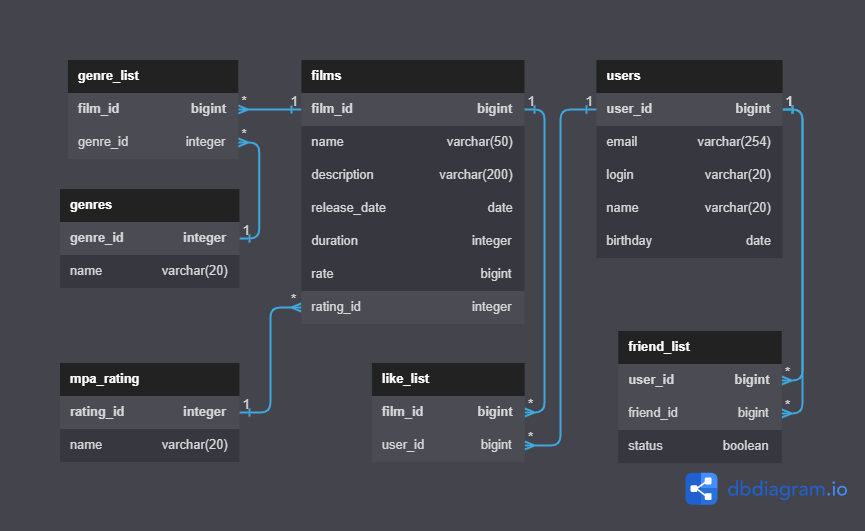 genre_list
film_id bigint
genre_id integer
genres
genre_id integer
name varchar(20)
mpa_rating
rating_id integer
name varchar(20)
films
film_id bigint
name varchar(50)
description varchar(200)
release_date date
duration integer
rate bigint
rating_id integer
like_list
film_id bigint
user_id bigint
users
user_id bigint
email varchar(254)
login varchar(20)
name varchar(20)
birthday date
friend_list
user_id bigint
friend_id bigint
status boolean
* 1
*
1
* 
1
1
*
1
*
1
*
*
dbdiagram.io